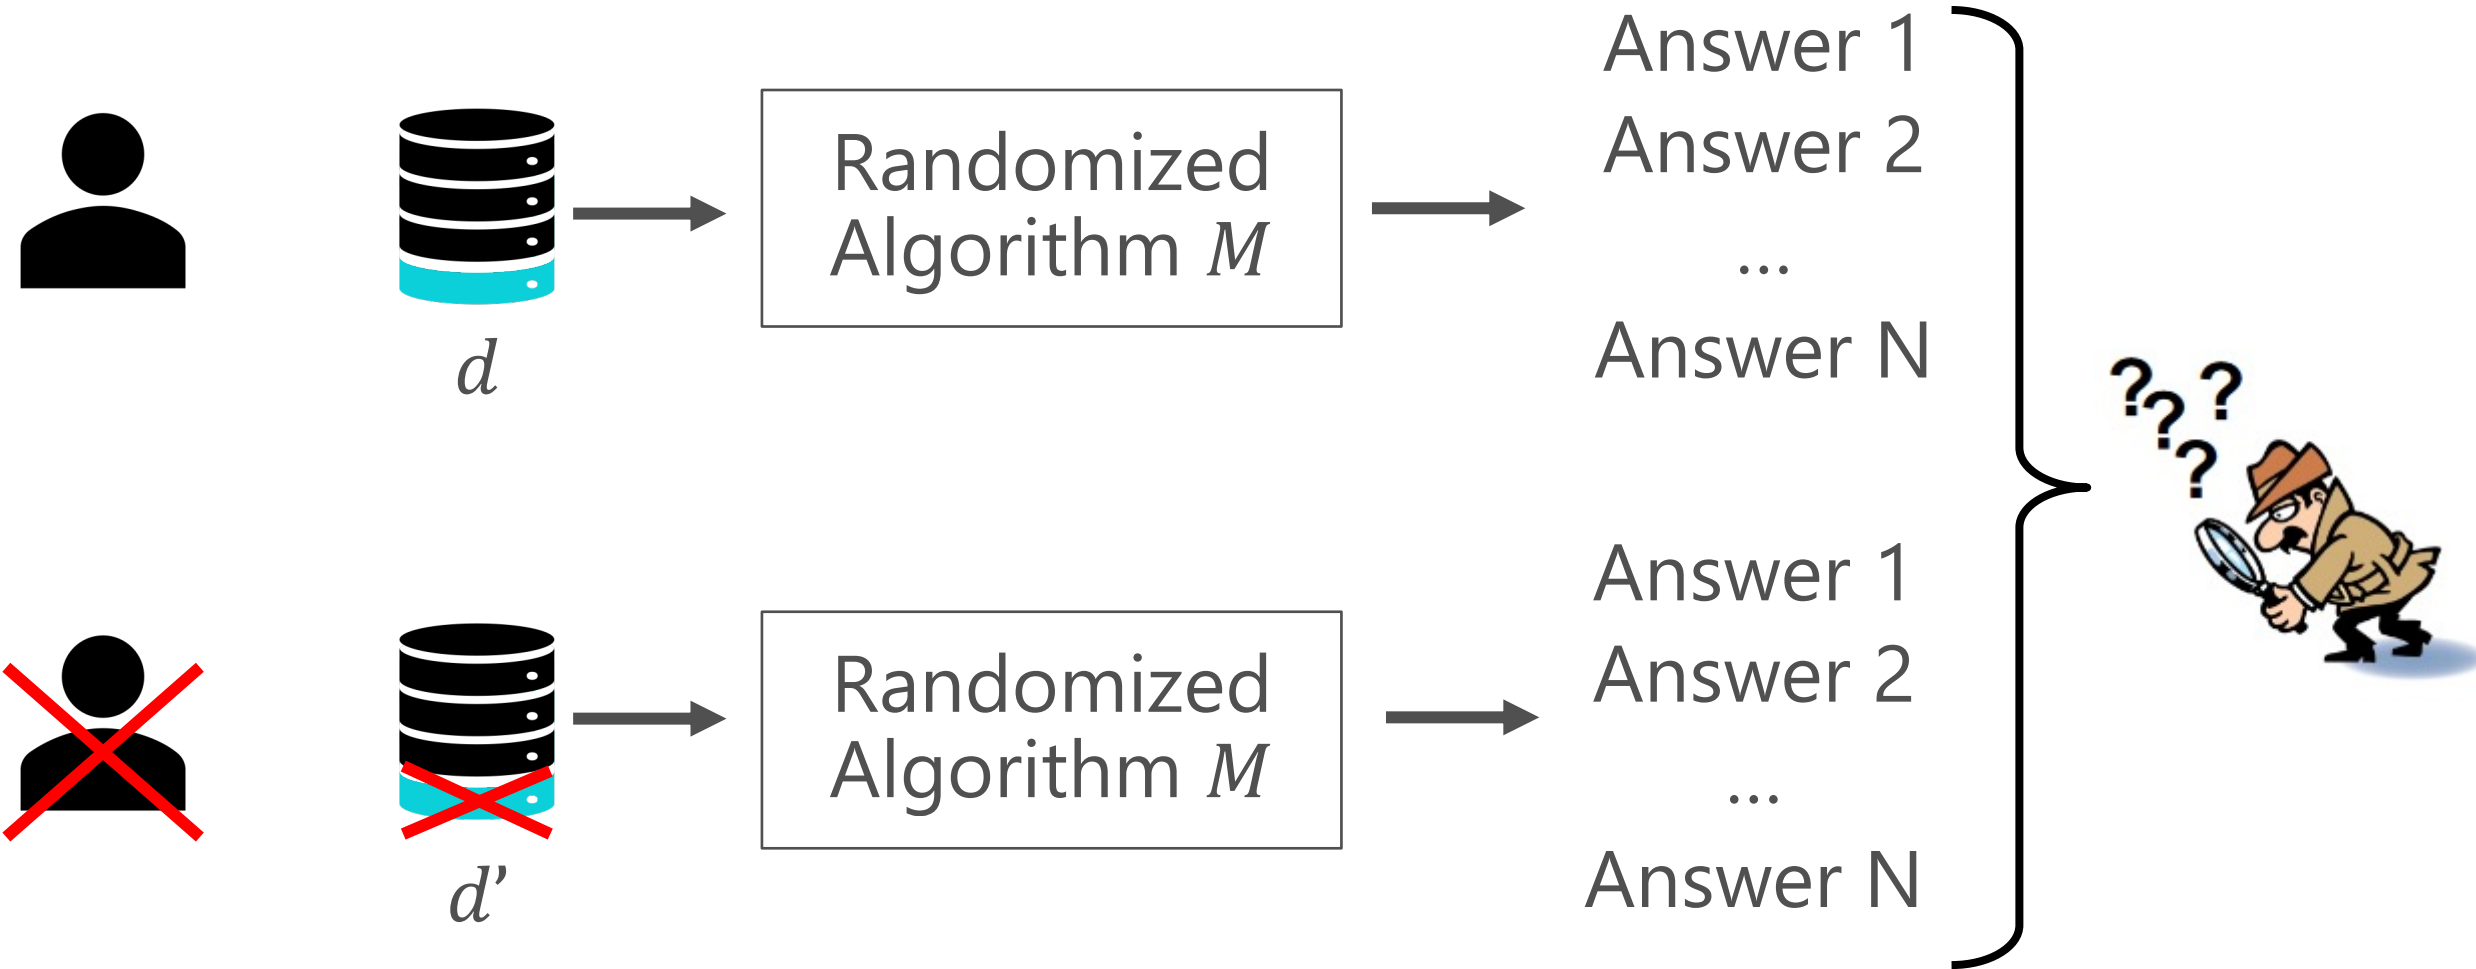 Answer 1
Answer 2
...
Answer N
Randomized
Algorithm M
d
? ? ? ?
Answer 1
Answer 2
...
Answer N
Randomized
Algorithm M
d’